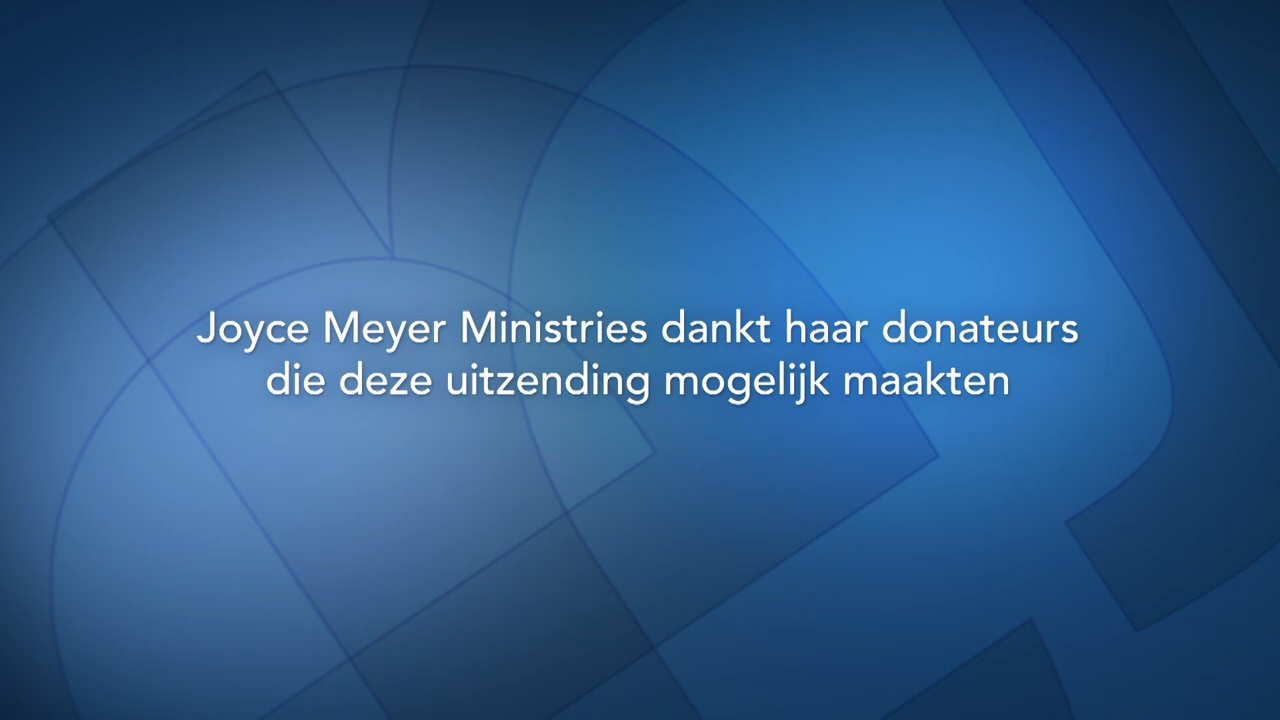 Joyce Meyer Ministries dankt haar donateurs
die deze uitzending mogelijk maakten